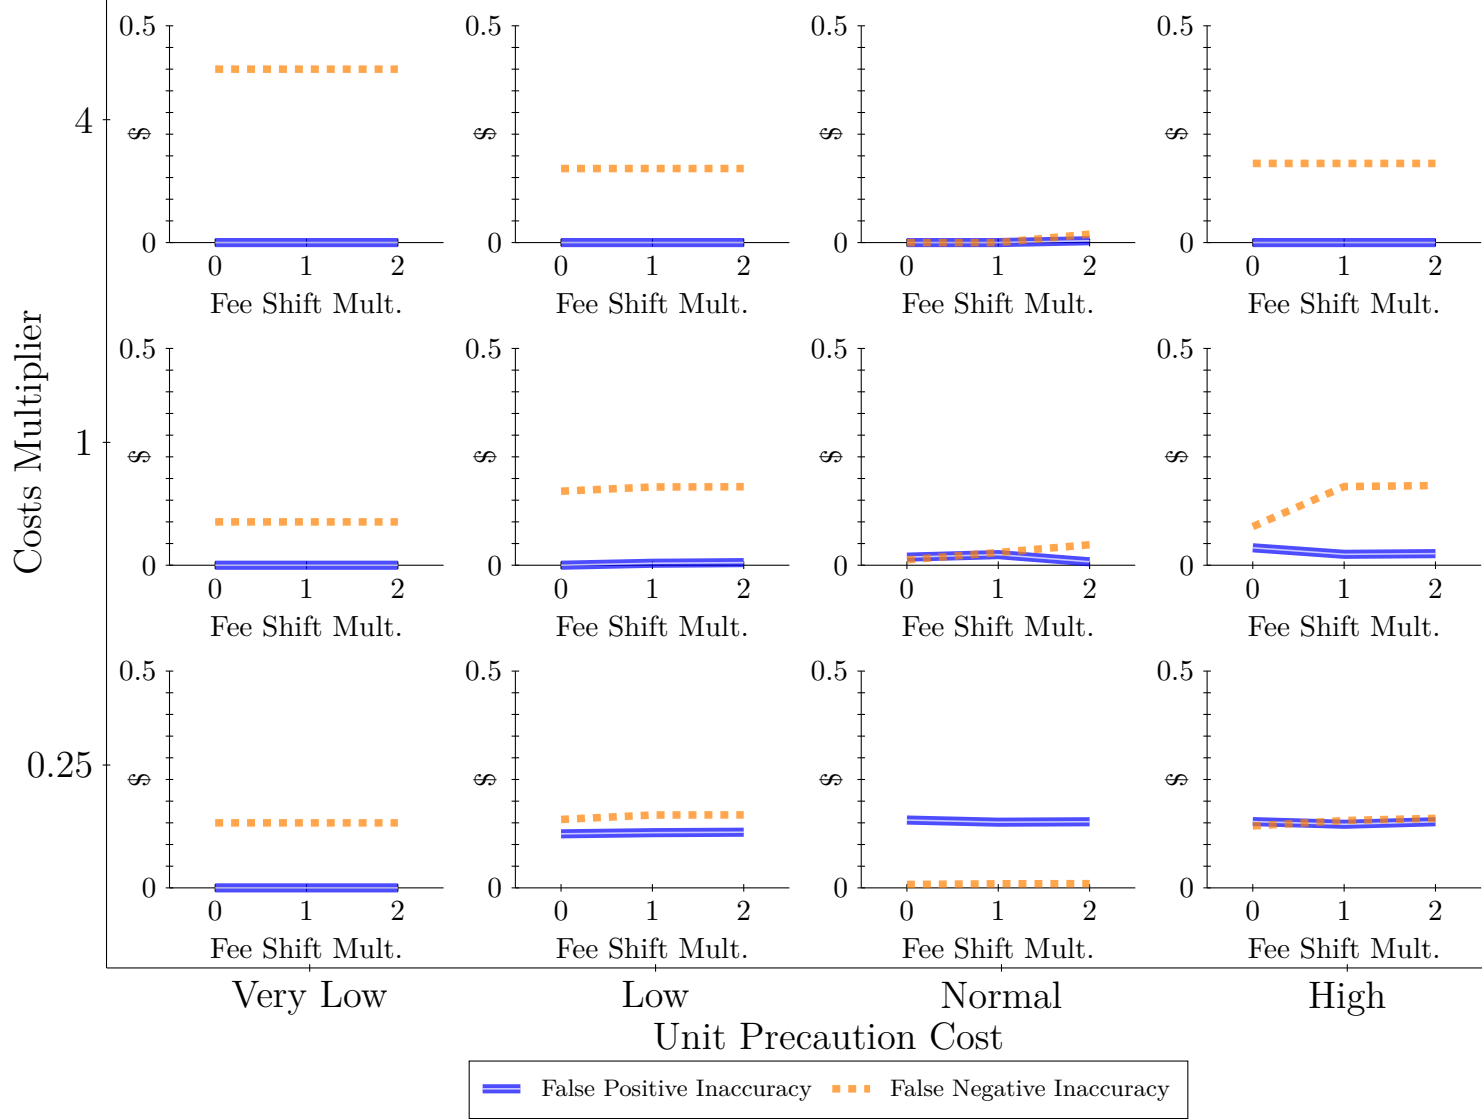 0.5 0.5 0.5 0.5
4
$ $ $ $
0 0 0 0
0 1 2 0 1 2 0 1 2 0 1 2
Fee Shift Mult. Fee Shift Mult. Fee Shift Mult. Fee Shift Mult.
Costs Multiplier
0.5 0.5 0.5 0.5
1
$ $ $ $
0 0 0 0
0 1 2 0 1 2 0 1 2 0 1 2
Fee Shift Mult. Fee Shift Mult. Fee Shift Mult. Fee Shift Mult.
0.5 0.5 0.5 0.5
0.25
$ $ $ $
0 0 0 0
0 1 2 0 1 2 0 1 2 0 1 2
Fee Shift Mult. Fee Shift Mult. Fee Shift Mult. Fee Shift Mult.
Very Low Low Normal High
Unit Precaution Cost
False Positive Inaccuracy False Negative Inaccuracy